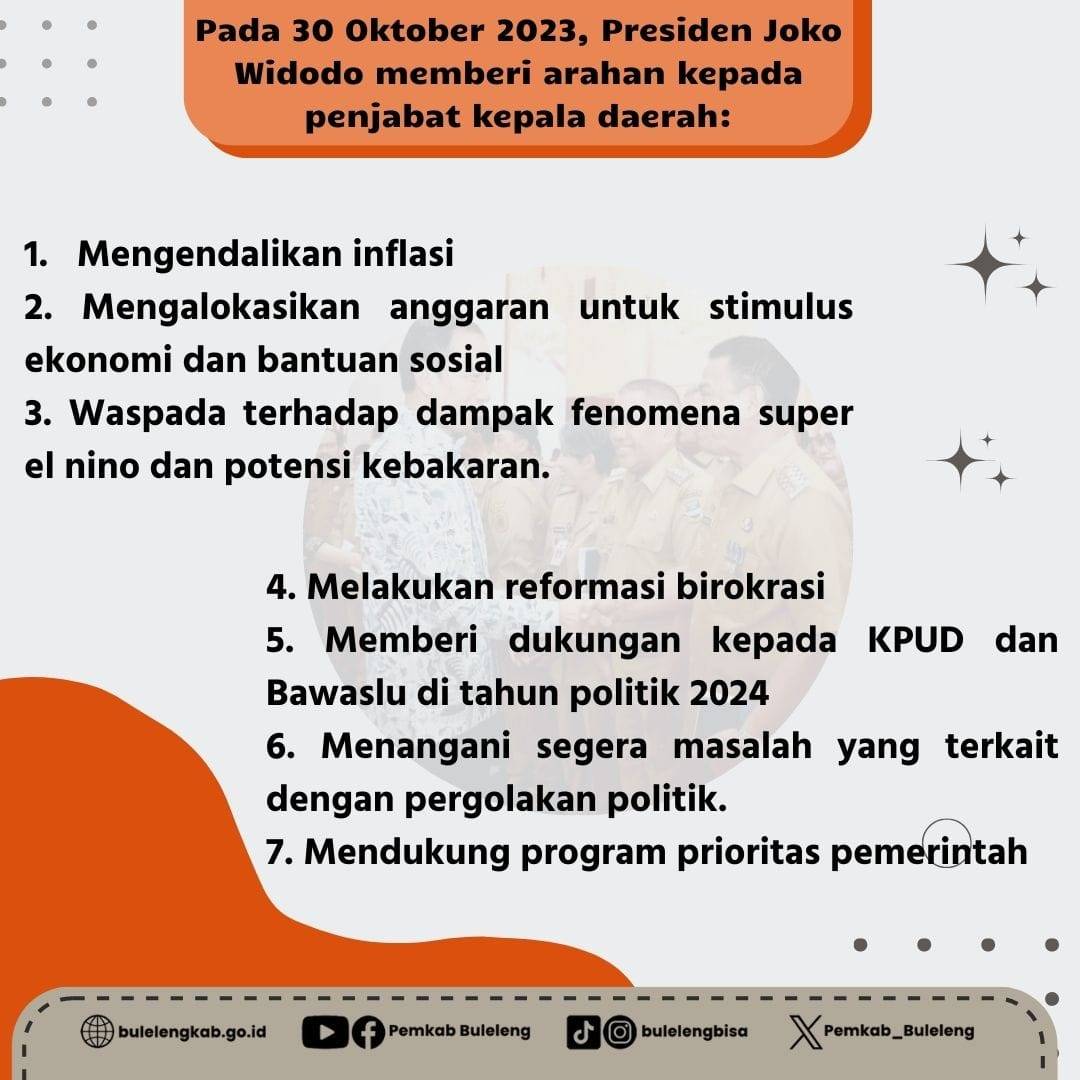 Pada 30 Oktober 2023, Presiden Joko
Widodo memberi arahan kepada
penjabat kepala daerah:
1. Mengendalikan inflasi
2. Mengalokasikan anggaran untuk stimulus
ekonomi dan bantuan sosial
3. Waspada terhadap dampak fenomena super
el nino dan potensi kebakaran.
4. Melakukan reformasi birokrasi
5. Memberi dukungan kepada KPUD dan
Bawaslu di tahun politik 2024
6. Menangani segera masalah yang terkait
dengan pergolakan politik.
7. Mendukung program prioritas pemerintah
bulelengkab.go.id Pemkab Buleleng bulelengbisa Pemkab_Buleleng